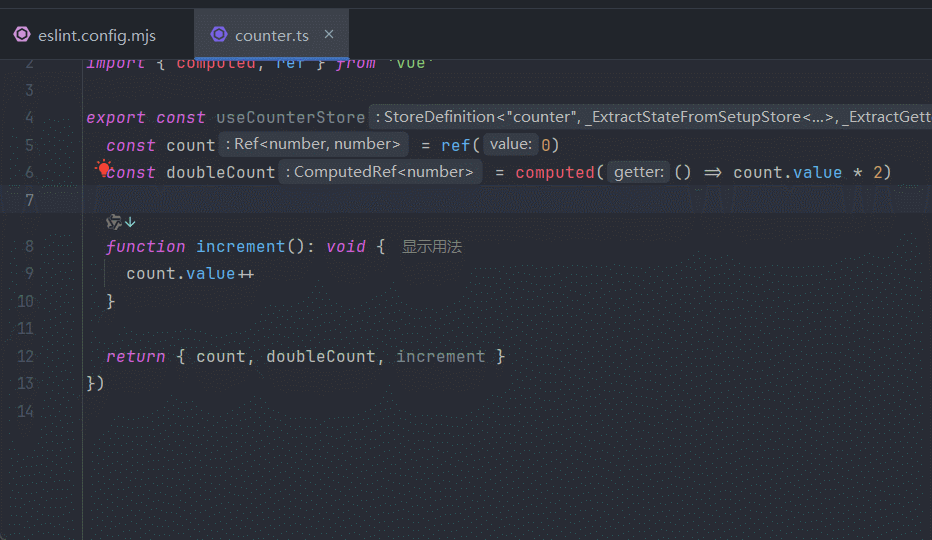 eslint.config.mjs
counter.ts ×
2 import { computed, ref } from 'vue'
3
4 export const useCounterStore : StoreDefinition<"counter", _ExtractStateFromSetupStore<...>, _ExtractGett
5 const count : Ref<number, number> = ref( value: 0)
6 const doubleCount : ComputedRef<number> = computed( getter: () => count.value * 2)
7
8 function increment(): void { 显示用法
9 count.value++
10 }
11
12 return { count, doubleCount, increment }
13 })
14